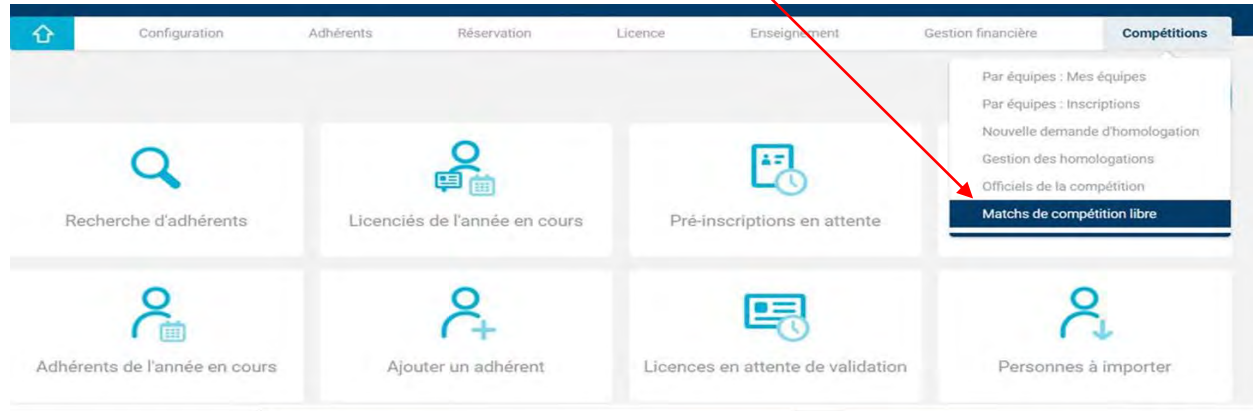 Configuration
Adhérents
Réservation
Licence
Enseignement
Gestion financière
Compétitions
Par équipes : Mes équipes
Par équipes : Inscriptions
Nouvelle demande d'homologation
Gestion des homologations
Officiels de la compétition
Matchs de compétition libre
Recherche d'adhérents
Licenciés de l'année en cours
Pré-inscriptions en attente
Adhérents de l'année en cours
Ajouter un adhérent
Licences en attente de validation
Personnes à importer